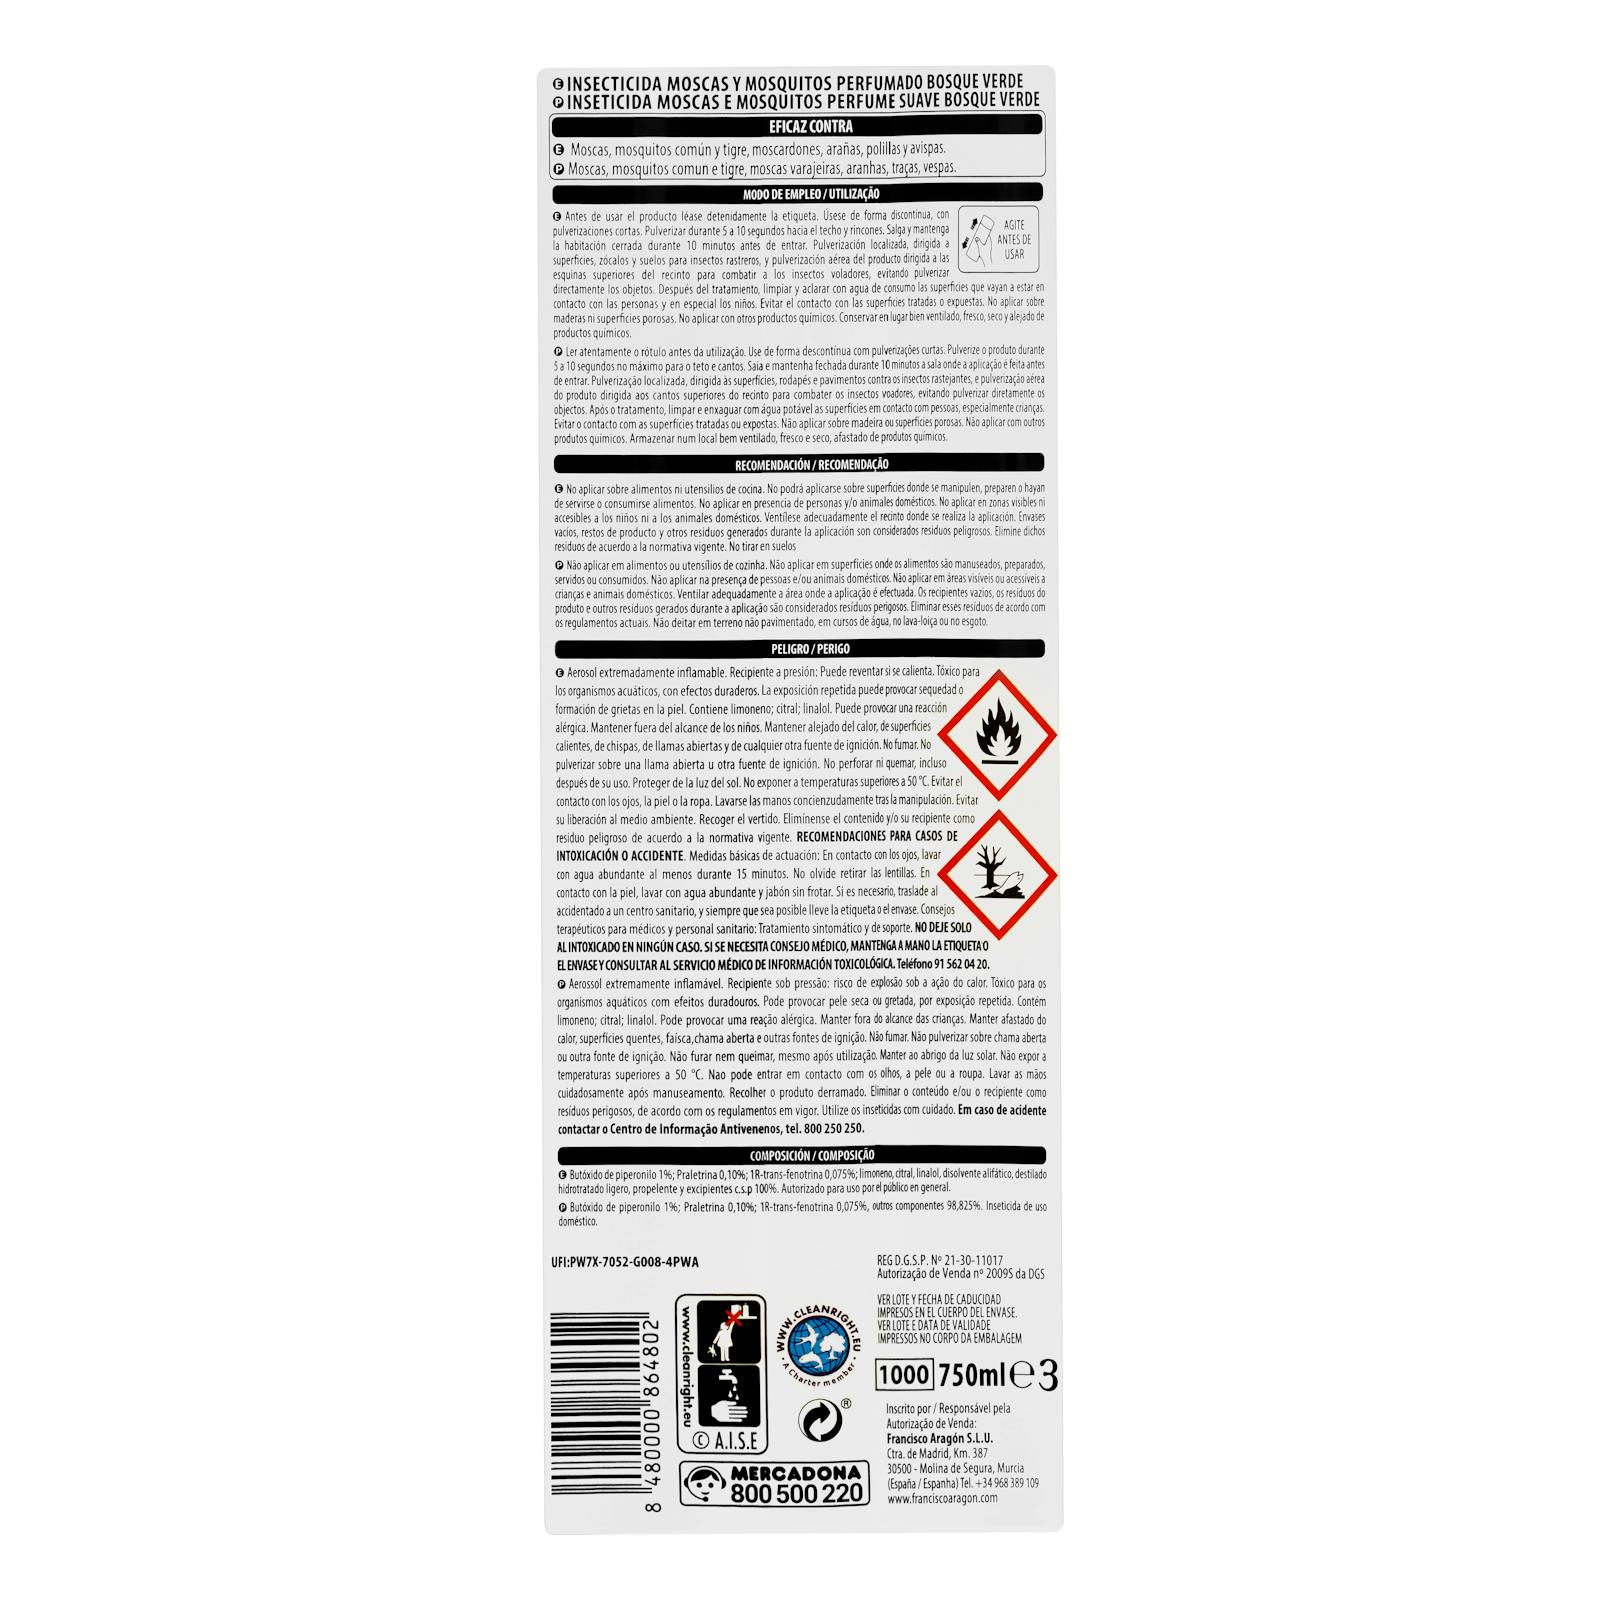 E INSECTICIDA MOSCAS Y MOSQUITOS PERFUMADO BOSQUE VERDE
P INSETICIDA MOSCAS E MOSQUITOS PERFUME SUAVE BOSQUE VERDE
EFICAZ CONTRA
E Moscas, mosquitos común y tigre, moscardones, arañas, polillas y avispas.
P Moscas, mosquitos comun e tigre, moscas varajeiras, aranhas, traças, vespas.
MODO DE EMPLEO / UTILIZAÇÃO
E Antes de usar el producto léase detenidamente la etiqueta. Úsese de forma discontinua, con
pulverizaciones cortas. Pulverizar durante 5 a 10 segundos hacia el techo y rincones. Salga y mantenga
la habitación cerrada durante 10 minutos antes de entrar. Pulverización localizada, dirigida a
superficies, zócalos y suelos para insectos rastreros, y pulverización aérea del producto dirigida a las
esquinas superiores del recinto para combatir a los insectos voladores, evitando pulverizar
directamente los objetos. Después del tratamiento, limpiar y aclarar con agua de consumo las superficies que vayan a estar en
contacto con las personas y en especial los niños. Evitar el contacto con las superficies tratadas o expuestas. No aplicar sobre
maderas ni superficies porosas. No aplicar con otros productos químicos. Conservar en lugar bien ventilado, fresco, seco y alejado de
productos químicos.
AGITE
ANTES DE
USAR
P Ler atentamente o rótulo antes da utilização. Use de forma descontínua com pulverizações curtas. Pulverize o produto durante
5 a 10 segundos no máximo para o teto e cantos. Saia e mantenha fechada durante 10 minutos a sala onde a aplicação é feita antes
de entrar. Pulverização localizada, dirigida às superfícies, rodapés e pavimentos contra os insectos rastejantes, e pulverização aérea
do produto dirigida aos cantos superiores do recinto para combater os insectos voadores, evitando pulverizar diretamente os
objectos. Após o tratamento, limpar e enxaguar com água potável as superfícies em contacto com pessoas, especialmente crianças.
Evitar o contacto com as superfícies tratadas ou expostas. Não aplicar sobre madeira ou superfícies porosas. Não aplicar com outros
produtos químicos. Armazenar num local bem ventilado, fresco e seco, afastado de produtos químicos.
RECOMENDACIÓN / RECOMENDAÇÃO
E No aplicar sobre alimentos ni utensilios de cocina. No podrá aplicarse sobre superficies donde se manipulen, preparen o hayan
de servirse o consumirse alimentos. No aplicar en presencia de personas y/o animales domésticos. No aplicar en zonas visibles ni
accesibles a los niños ni a los animales domésticos. Ventílese adecuadamente el recinto donde se realiza la aplicación. Envases
vacíos, restos de producto y otros residuos generados durante la aplicación son considerados residuos peligrosos. Elimine dichos
residuos de acuerdo a la normativa vigente. No tirar en suelos
P Não aplicar em alimentos ou utensílios de cozinha. Não aplicar em superfícies onde os alimentos são manuseados, preparados,
servidos ou consumidos. Não aplicar na presença de pessoas e/ou animais domésticos. Não aplicar em áreas visíveis ou acessíveis a
crianças e animais domésticos. Ventilar adequadamente a área onde a aplicação é efectuada. Os recipientes vazios, os resíduos do
produto e outros resíduos gerados durante a aplicação são considerados resíduos perigosos. Eliminar esses resíduos de acordo com
os regulamentos actuais. Não deitar em terreno não pavimentado, em cursos de água, no lava-loiça ou no esgoto.
PELIGRO / PERIGO
E Aerosol extremadamente inflamable. Recipiente a presión: Puede reventar si se calienta. Tóxico para
los organismos acuáticos, con efectos duraderos. La exposición repetida puede provocar sequedad o
formación de grietas en la piel. Contiene limoneno; citral; linalol. Puede provocar una reacción
alérgica. Mantener fuera del alcance de los niños. Mantener alejado del calor, de superficies
calientes, de chispas, de llamas abiertas y de cualquier otra fuente de ignición. No fumar. No
pulverizar sobre una llama abierta u otra fuente de ignición. No perforar ni quemar, incluso
después de su uso. Proteger de la luz del sol. No exponer a temperaturas superiores a 50 °C. Evitar el
contacto con los ojos, la piel o la ropa. Lavarse las manos concienzudamente tras la manipulación. Evitar
su liberación al medio ambiente. Recoger el vertido. Elimínense el contenido y/o su recipiente como
residuo peligroso de acuerdo a la normativa vigente. RECOMENDACIONES PARA CASOS DE
INTOXICACIÓN O ACCIDENTE. Medidas básicas de actuación: En contacto con los ojos, lavar
con agua abundante al menos durante 15 minutos. No olvide retirar las lentillas. En
contacto con la piel, lavar con agua abundante y jabón sin frotar. Si es necesario, traslade al
accidentado a un centro sanitario, y siempre que sea posible lleve la etiqueta o el envase. Consejos
terapéuticos para médicos y personal sanitario: Tratamiento sintomático y de soporte. NO DEJE SOLO
AL INTOXICADO EN NINGÚN CASO. SI SE NECESITA CONSEJO MÉDICO, MANTENGA A MANO LA ETIQUETA O
EL ENVASE Y CONSULTAR AL SERVICIO MÉDICO DE INFORMACIÓN TOXICOLÓGICA. Teléfono 91 562 04 20.
P Aerossol extremamente inflamável. Recipiente sob pressão: risco de explosão sob a ação do calor. Tóxico para os
organismos aquáticos com efeitos duradouros. Pode provocar pele seca ou gretada, por exposição repetida. Contém
limoneno; citral; linalol. Pode provocar uma reação alérgica. Manter fora do alcance das crianças. Manter afastado do
calor, superfícies quentes, faísca,chama aberta e outras fontes de ignição. Não fumar. Não pulverizar sobre chama aberta
ou outra fonte de ignição. Não furar nem queimar, mesmo após utilização. Manter ao abrigo da luz solar. Não expor a
temperaturas superiores a 50 °C. Nao pode entrar em contacto com os olhos, a pele ou a roupa. Lavar as mãos
cuidadosamente após manuseamento. Recolher o produto derramado. Eliminar o conteúdo e/ou o recipiente como
resíduos perigosos, de acordo com os regulamentos em vigor. Utilize os inseticidas com cuidado. Em caso de acidente
contactar o Centro de Informação Antivenenos, tel. 800 250 250.
COMPOSICIÓN / COMPOSIÇÃO
E Butóxido de piperonilo 1%; Praletrina 0,10%; 1R-trans-fenotrina 0,075%; limoneno, citral, linalol, disolvente alifático, destilado
hidrotratado ligero, propelente y excipientes c.s.p 100%. Autorizado para uso por el público en general.
P Butóxido de piperonilo 1%; Praletrina 0,10%; 1R-trans-fenotrina 0,075%, outros componentes 98,825%. Inseticida de uso
doméstico.
UFI:PW7X-7052-G008-4PWA
REG D.G.S.P. Nº 21-30-11017
Autorização de Venda nº 2009S da DGS
VER LOTE Y FECHA DE CADUCIDAD
IMPRESOS EN EL CUERPO DEL ENVASE.
VER LOTE E DATA DE VALIDADE
IMPRESSOS NO CORPO DA EMBALAGEM
1000 750ml e 3
Inscrito por / Responsável pela
Autorização de Venda:
Francisco Aragón S.L.U.
Ctra. de Madrid, Km. 387
30500 - Molina de Segura, Murcia
(España / Espanha) Tel. +34 968 389 109
www.franciscoaragon.com
8 480000 864802
www.cleanright.eu
© A.I.S.E
WWW.CLEANRIGHT.EU
A Charter member
®
MERCADONA
800 500 220